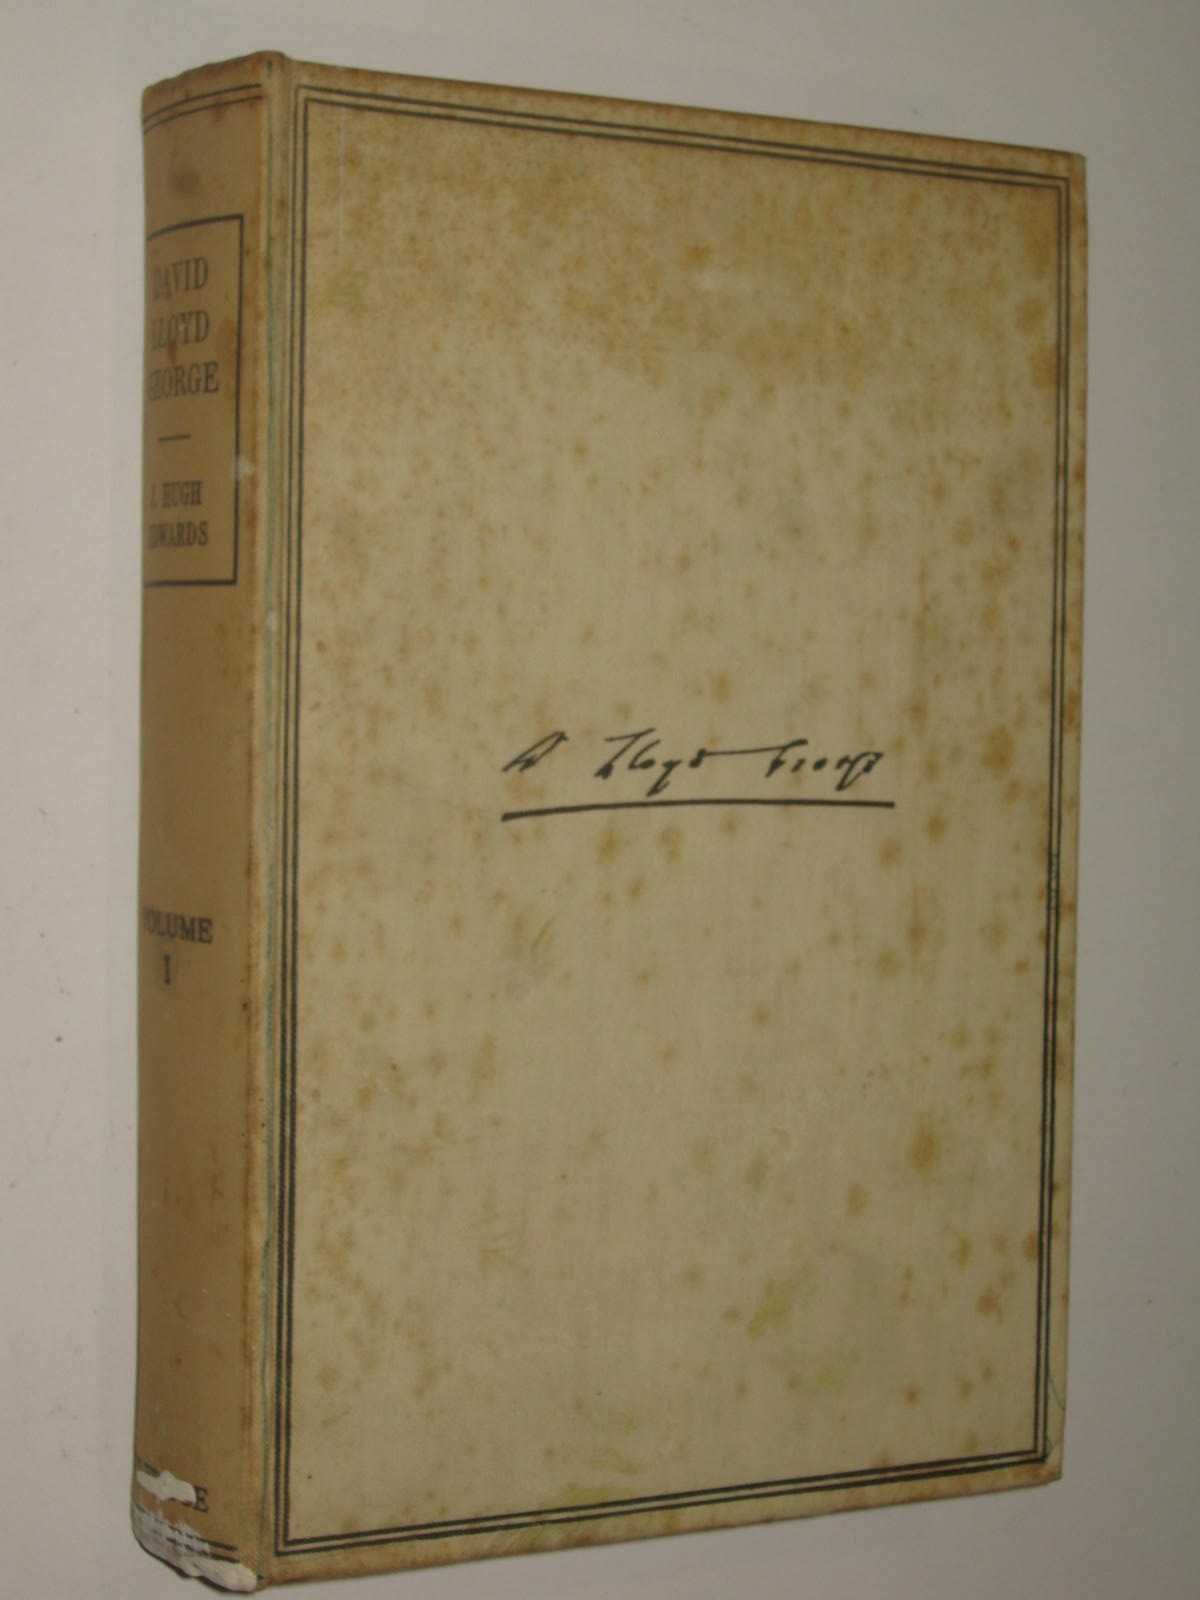 DAVID
LLOYD
GEORGE
J. HUGH
EDWARDS
VOLUME
I
D Lloyd George